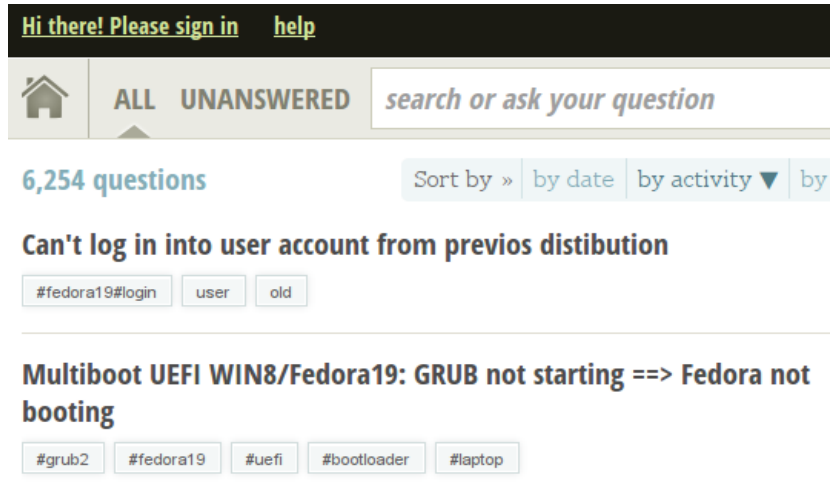 Hi there! Please sign in help
ALL UNANSWERED search or ask your question
6,254 questions Sort by » by date by activity ▼ by
Can't log in into user account from previos distibution
#fedora19#login user old
Multiboot UEFI WIN8/Fedora19: GRUB not starting ==> Fedora not
booting
#grub2 #fedora19 #uefi #bootloader #laptop